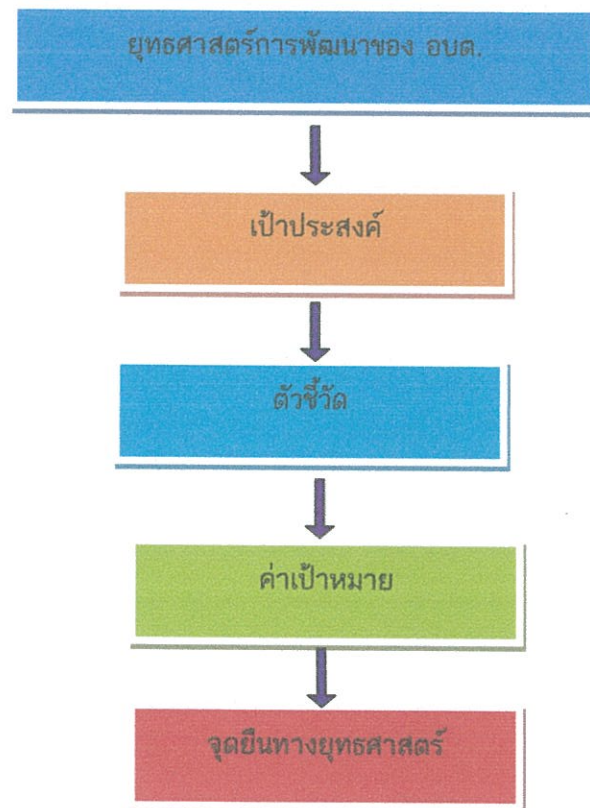 ยุทธศาสตร์การพัฒนาของ อบต.
เป้าประสงค์
ตัวชี้วัด
ค่าเป้าหมาย
จุดยืนทางยุทธศาสตร์